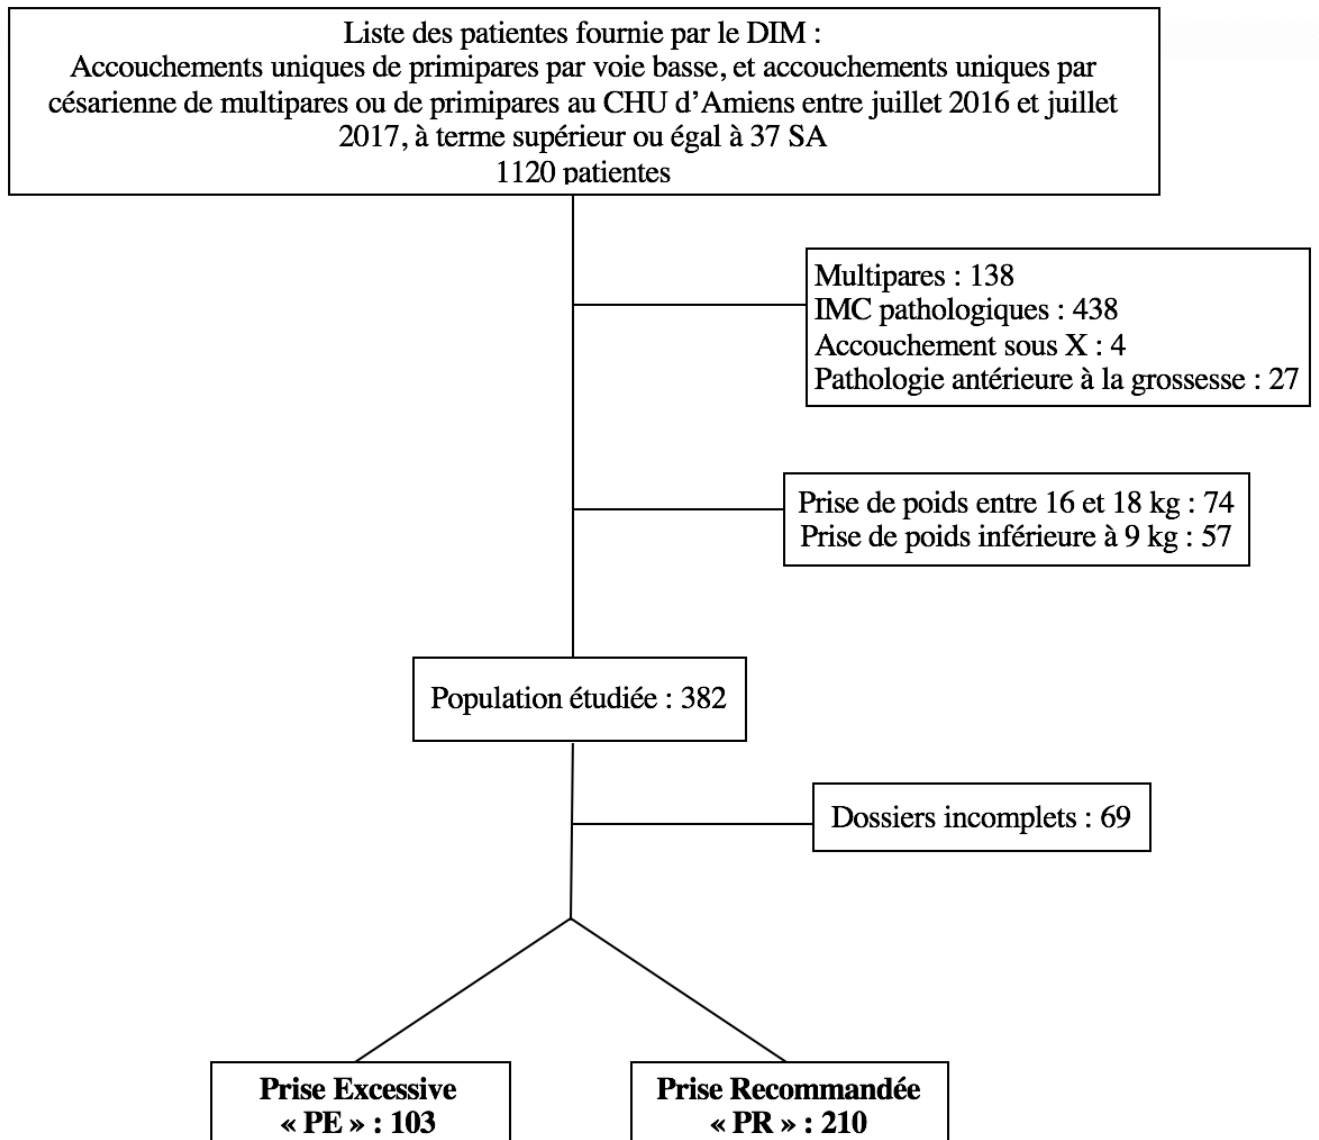 Liste des patientes fournie par le DIM :
Accouchements uniques de primipares par voie basse, et accouchements uniques par
césarienne de multipares ou de primipares au CHU d’Amiens entre juillet 2016 et juillet
2017, à terme supérieur ou égal à 37 SA
1120 patientes
Multipares : 138
IMC pathologiques : 438
Accouchement sous X : 4
Pathologie antérieure à la grossesse : 27
Prise de poids entre 16 et 18 kg : 74
Prise de poids inférieure à 9 kg : 57
Population étudiée : 382
Dossiers incomplets : 69
Prise Excessive
« PE » : 103
Prise Recommandée
« PR » : 210